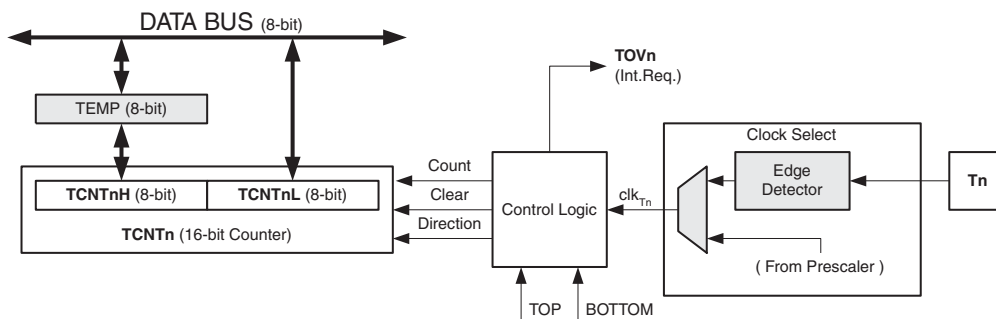 DATA BUS (8-bit)
TEMP (8-bit)
TCNTnH (8-bit)
TCNTnL (8-bit)
TCNTn (16-bit Counter)
Count
Clear
Direction
TOVn
(Int.Req.)
Control Logic
TOP
BOTTOM
clkTn
Clock Select
Edge
Detector
( From Prescaler )
Tn